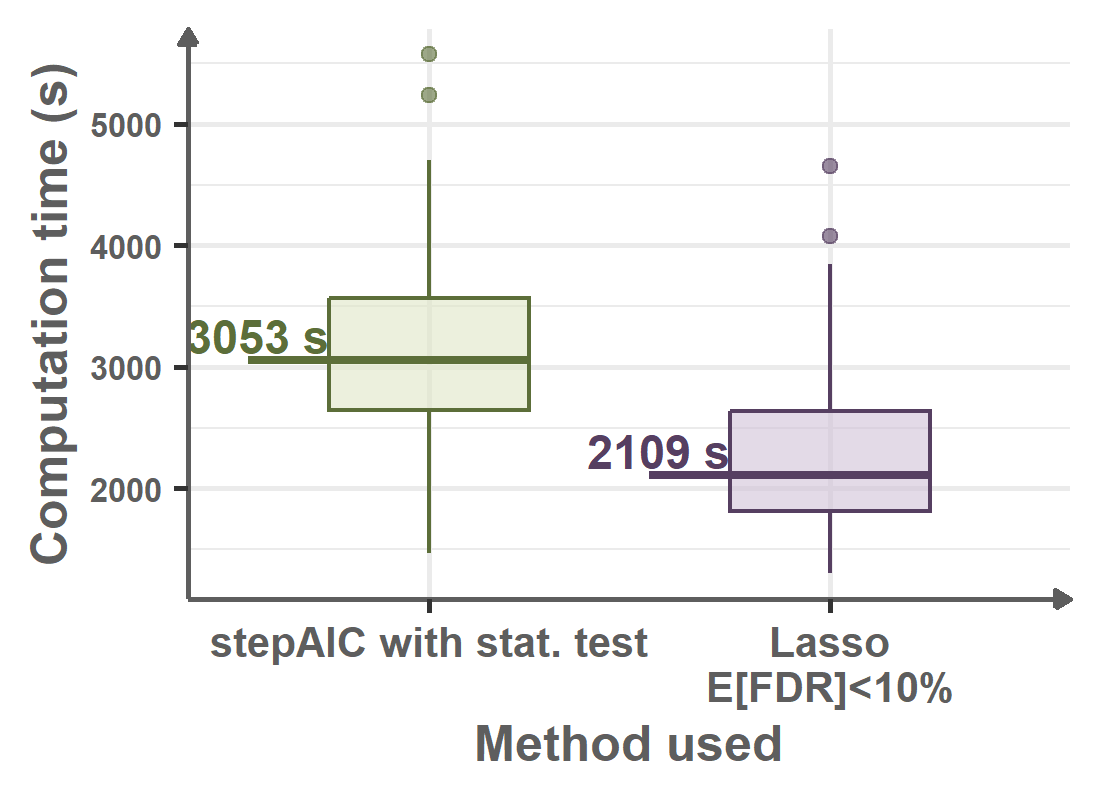 Computation time (s)
5000
4000
3000
2000
3053 s
2109 s
stepAIC with stat. test
Lasso
E[FDR]<10%
Method used